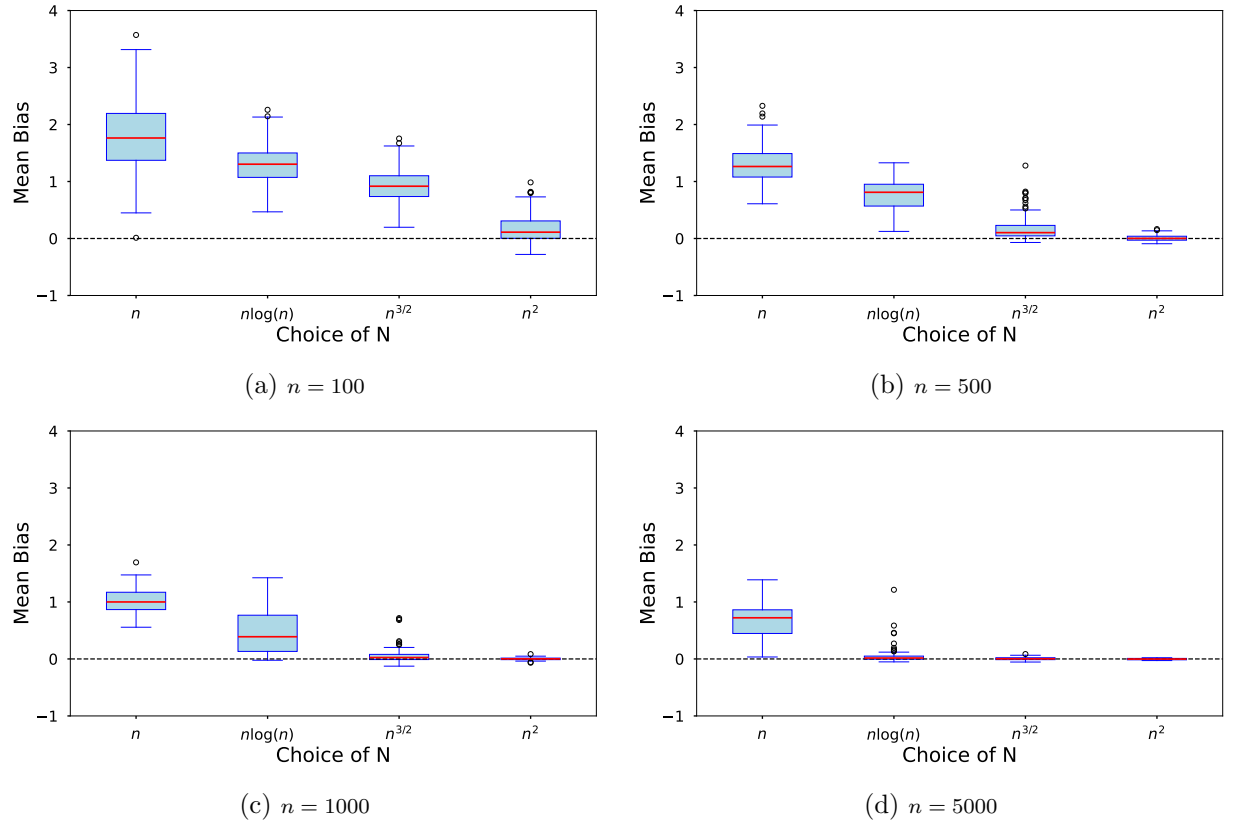 4
3
2
1
0
−1
Mean Bias
n
nlog(n)
n^{3/2}
n^2
Choice of N
(a) n = 100
4
3
2
1
0
−1
Mean Bias
n
nlog(n)
n^{3/2}
n^2
Choice of N
(b) n = 500
4
3
2
1
0
−1
Mean Bias
n
nlog(n)
n^{3/2}
n^2
Choice of N
(c) n = 1000
4
3
2
1
0
−1
Mean Bias
n
nlog(n)
n^{3/2}
n^2
Choice of N
(d) n = 5000